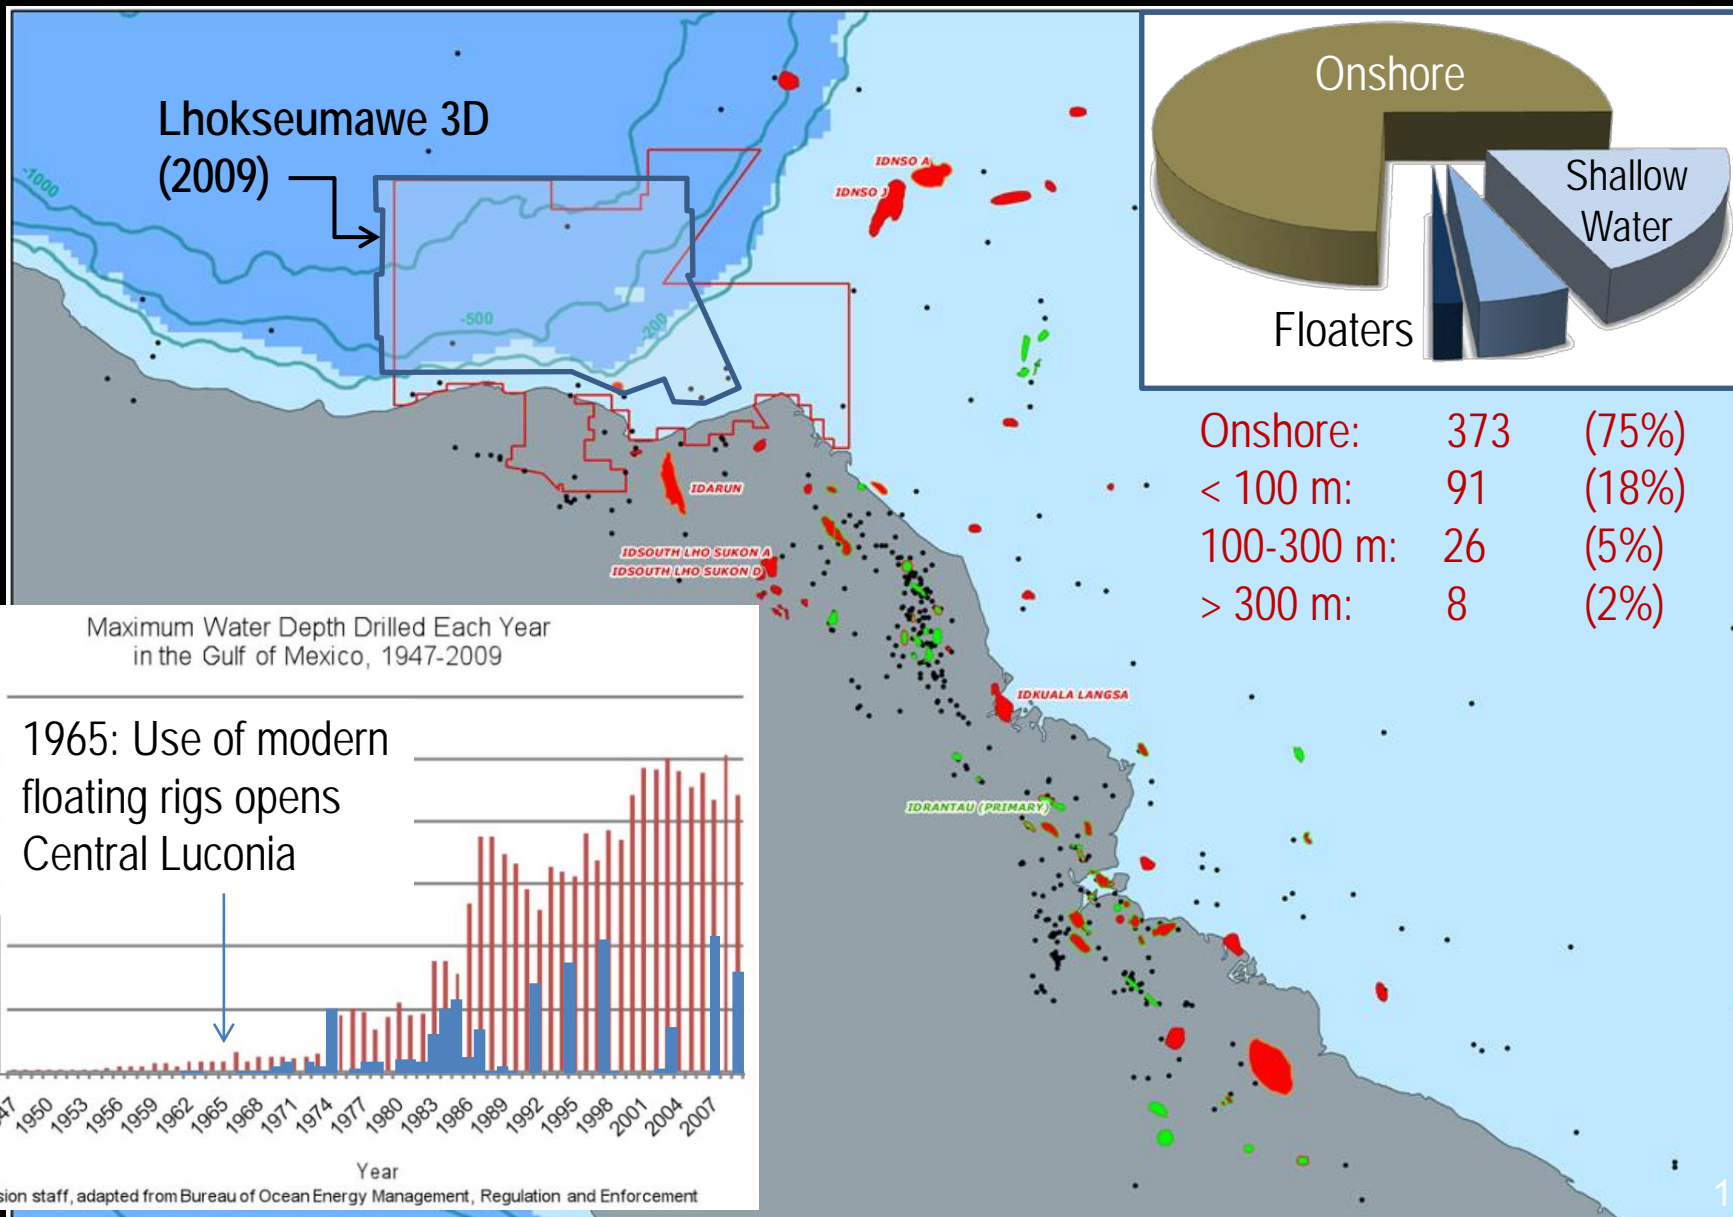 Lhokseumawe 3D
(2009)
-1000
-500
-200
IDNSO A
IDNSO J
IDARUN
IDSOUTH LHO SUKON A
IDSOUTH LHO SUKON D
IDKUALA LANGSA
IDRANTAU (PRIMARY)
Onshore
Shallow
Water
Floaters
Onshore: 373 (75%)
< 100 m: 91 (18%)
100-300 m: 26 (5%)
> 300 m: 8 (2%)
Maximum Water Depth Drilled Each Year
in the Gulf of Mexico, 1947-2009
1965: Use of modern
floating rigs opens
Central Luconia
47 1950 1953 1956 1959 1962 1965 1968 1971 1974 1977 1980 1983 1986 1989 1992 1995 1998 2001 2004 2007
Year
sion staff, adapted from Bureau of Ocean Energy Management, Regulation and Enforcement
1